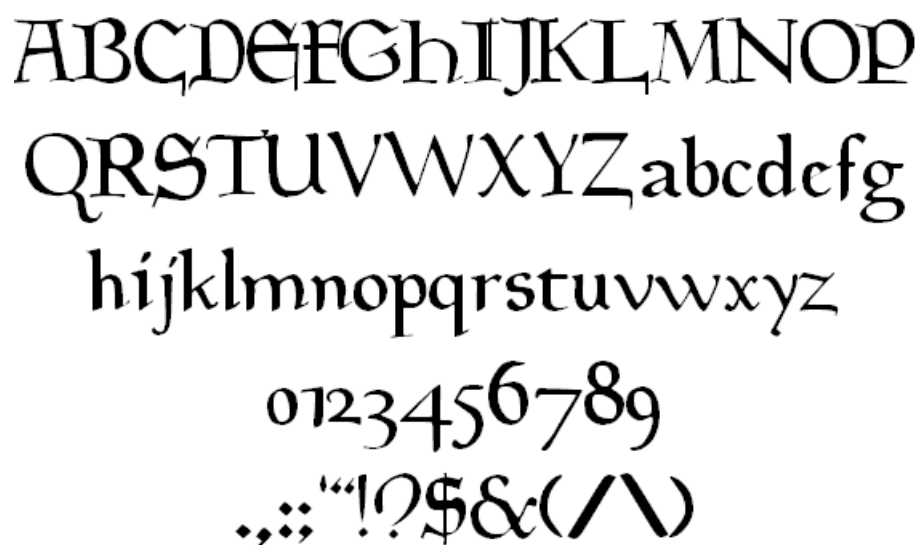 ABCDEFGhIJKLMNOP
QRSTUVWXYZabcdefg
hijklmnopqrstuvwxyz
0123456789
.,:;'"“!?$&(/\)